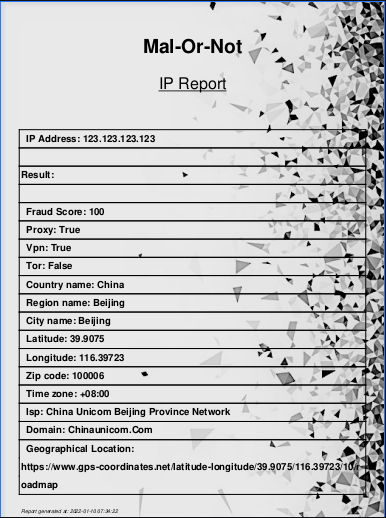 Mal-Or-Not
IP Report
IP Address: 123.123.123.123
Result:
Fraud Score: 100
Proxy: True
Vpn: True
Tor: False
Country name: China
Region name: Beijing
City name: Beijing
Latitude: 39.9075
Longitude: 116.39723
Zip code: 100006
Time zone: +08:00
Isp: China Unicom Beijing Province Network
Domain: Chinaunicom.Com
Geographical Location:
https://www.gps-coordinates.net/latitude-longitude/39.9075/116.39723/10/r
oadmap
Report generated at: 2022-01-10 07:34:22